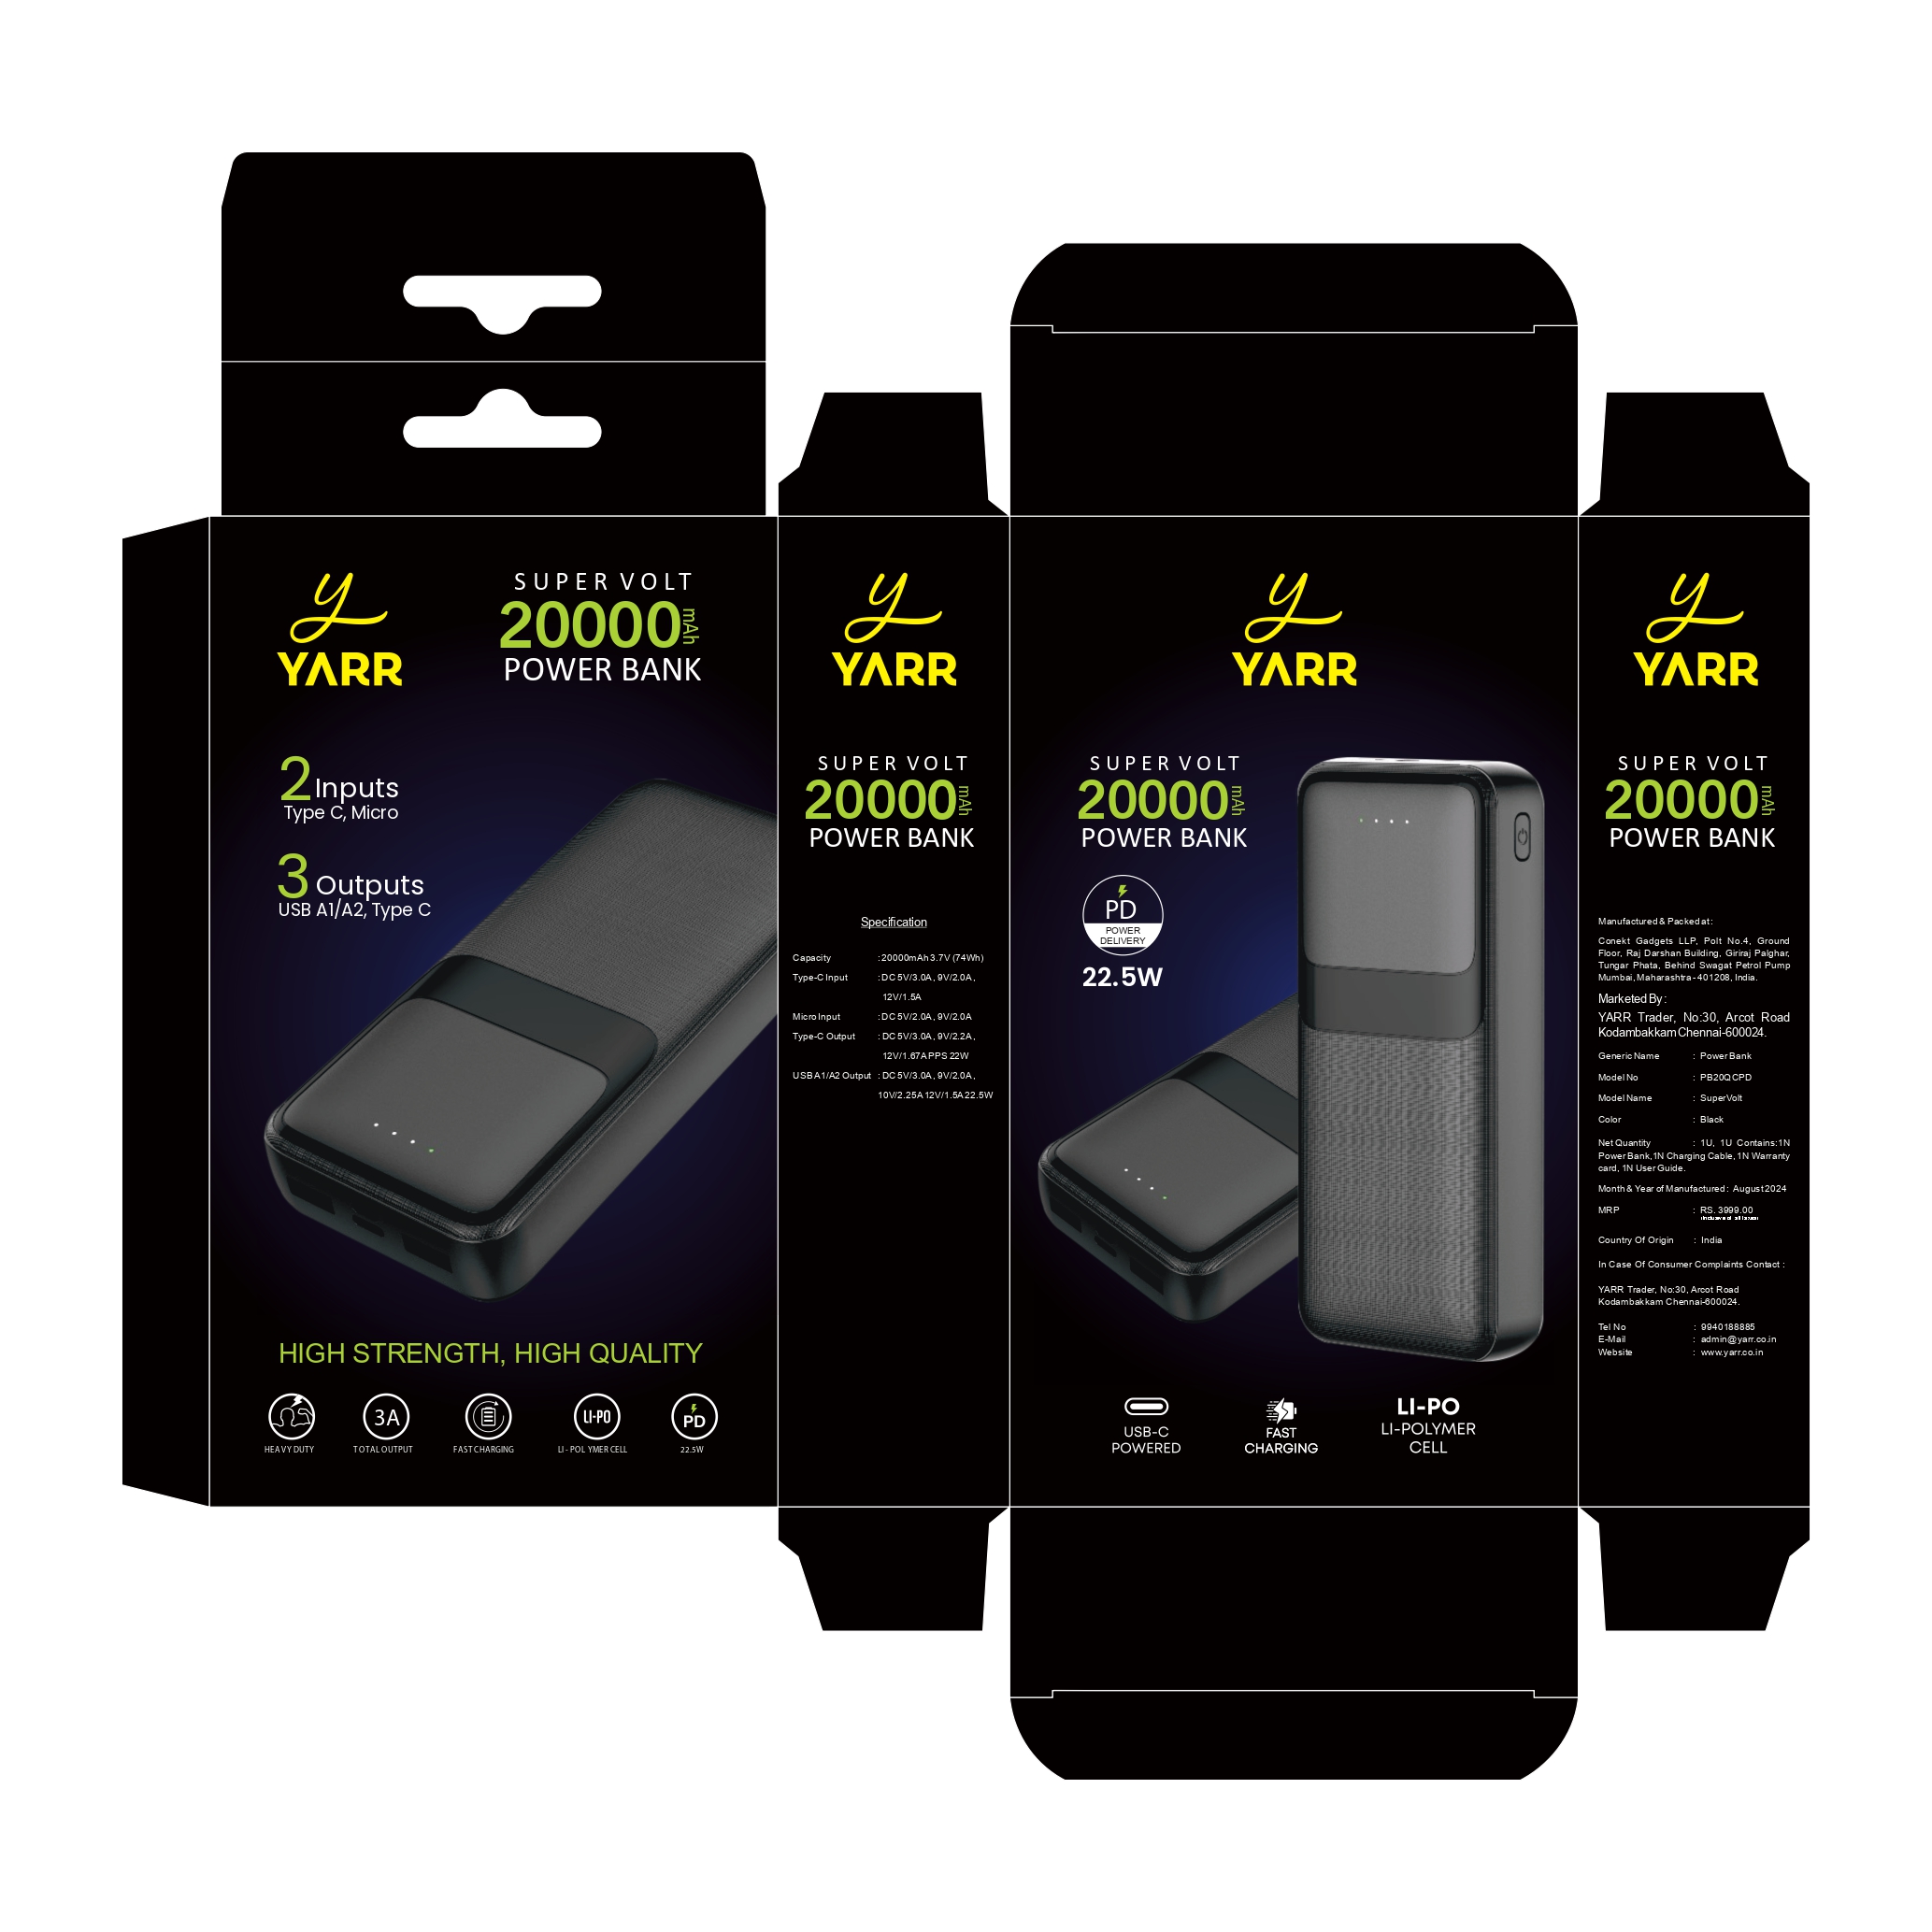 y
YARR
SUPER VOLT
20000 mAh
POWER BANK
2 Inputs
Type C, Micro
3 Outputs
USB A1/A2, Type C
HIGH STRENGTH, HIGH QUALITY
3A
LI-PO
PD
HEAVY DUTY
TOTAL OUTPUT
FAST CHARGING
LI - POL YMER CELL
22.5W
y
YARR
SUPER VOLT
20000 mAh
POWER BANK
Specification
Capacity : 20000mAh 3.7V (74Wh)
Type-C Input : DC 5V/3.0A, 9V/2.0A,
12V/1.5A
Micro Input : DC 5V/2.0A, 9V/2.0A
Type-C Output : DC 5V/3.0A, 9V/2.2A,
12V/1.67A PPS 22W
USB A1/A2 Output : DC 5V/3.0A, 9V/2.0A,
10V/2.25A 12V/1.5A 22.5W
y
YARR
SUPER VOLT
20000 mAh
POWER BANK
PD
POWER
DELIVERY
22.5W
USB-C
POWERED
FAST
CHARGING
LI-PO
LI-POLYMER
CELL
y
YARR
SUPER VOLT
20000 mAh
POWER BANK
Manufactured & Packed at :
Conekt Gadgets LLP, Polt No.4, Ground
Floor, Raj Darshan Building, Giriraj Palghar,
Tungar Phata, Behind Swagat Petrol Pump
Mumbai, Maharashtra - 401208, India.
Marketed By :
YARR Trader, No:30, Arcot Road
Kodambakkam Chennai-600024.
Generic Name : Power Bank
Model No : PB20QCPD
Model Name : SuperVolt
Color : Black
Net Quantity : 1U, 1U Contains:1N
Power Bank,1N Charging Cable, 1N Warranty
card, 1N User Guide.
Month & Year of Manufactured : August 2024
MRP : RS. 3999.00
Country Of Origin : India
In Case Of Consumer Complaints Contact :
YARR Trader, No:30, Arcot Road
Kodambakkam Chennai-600024.
Tel No : 9940188885
E-Mail : admin@yarr.co.in
Website : www.yarr.co.in